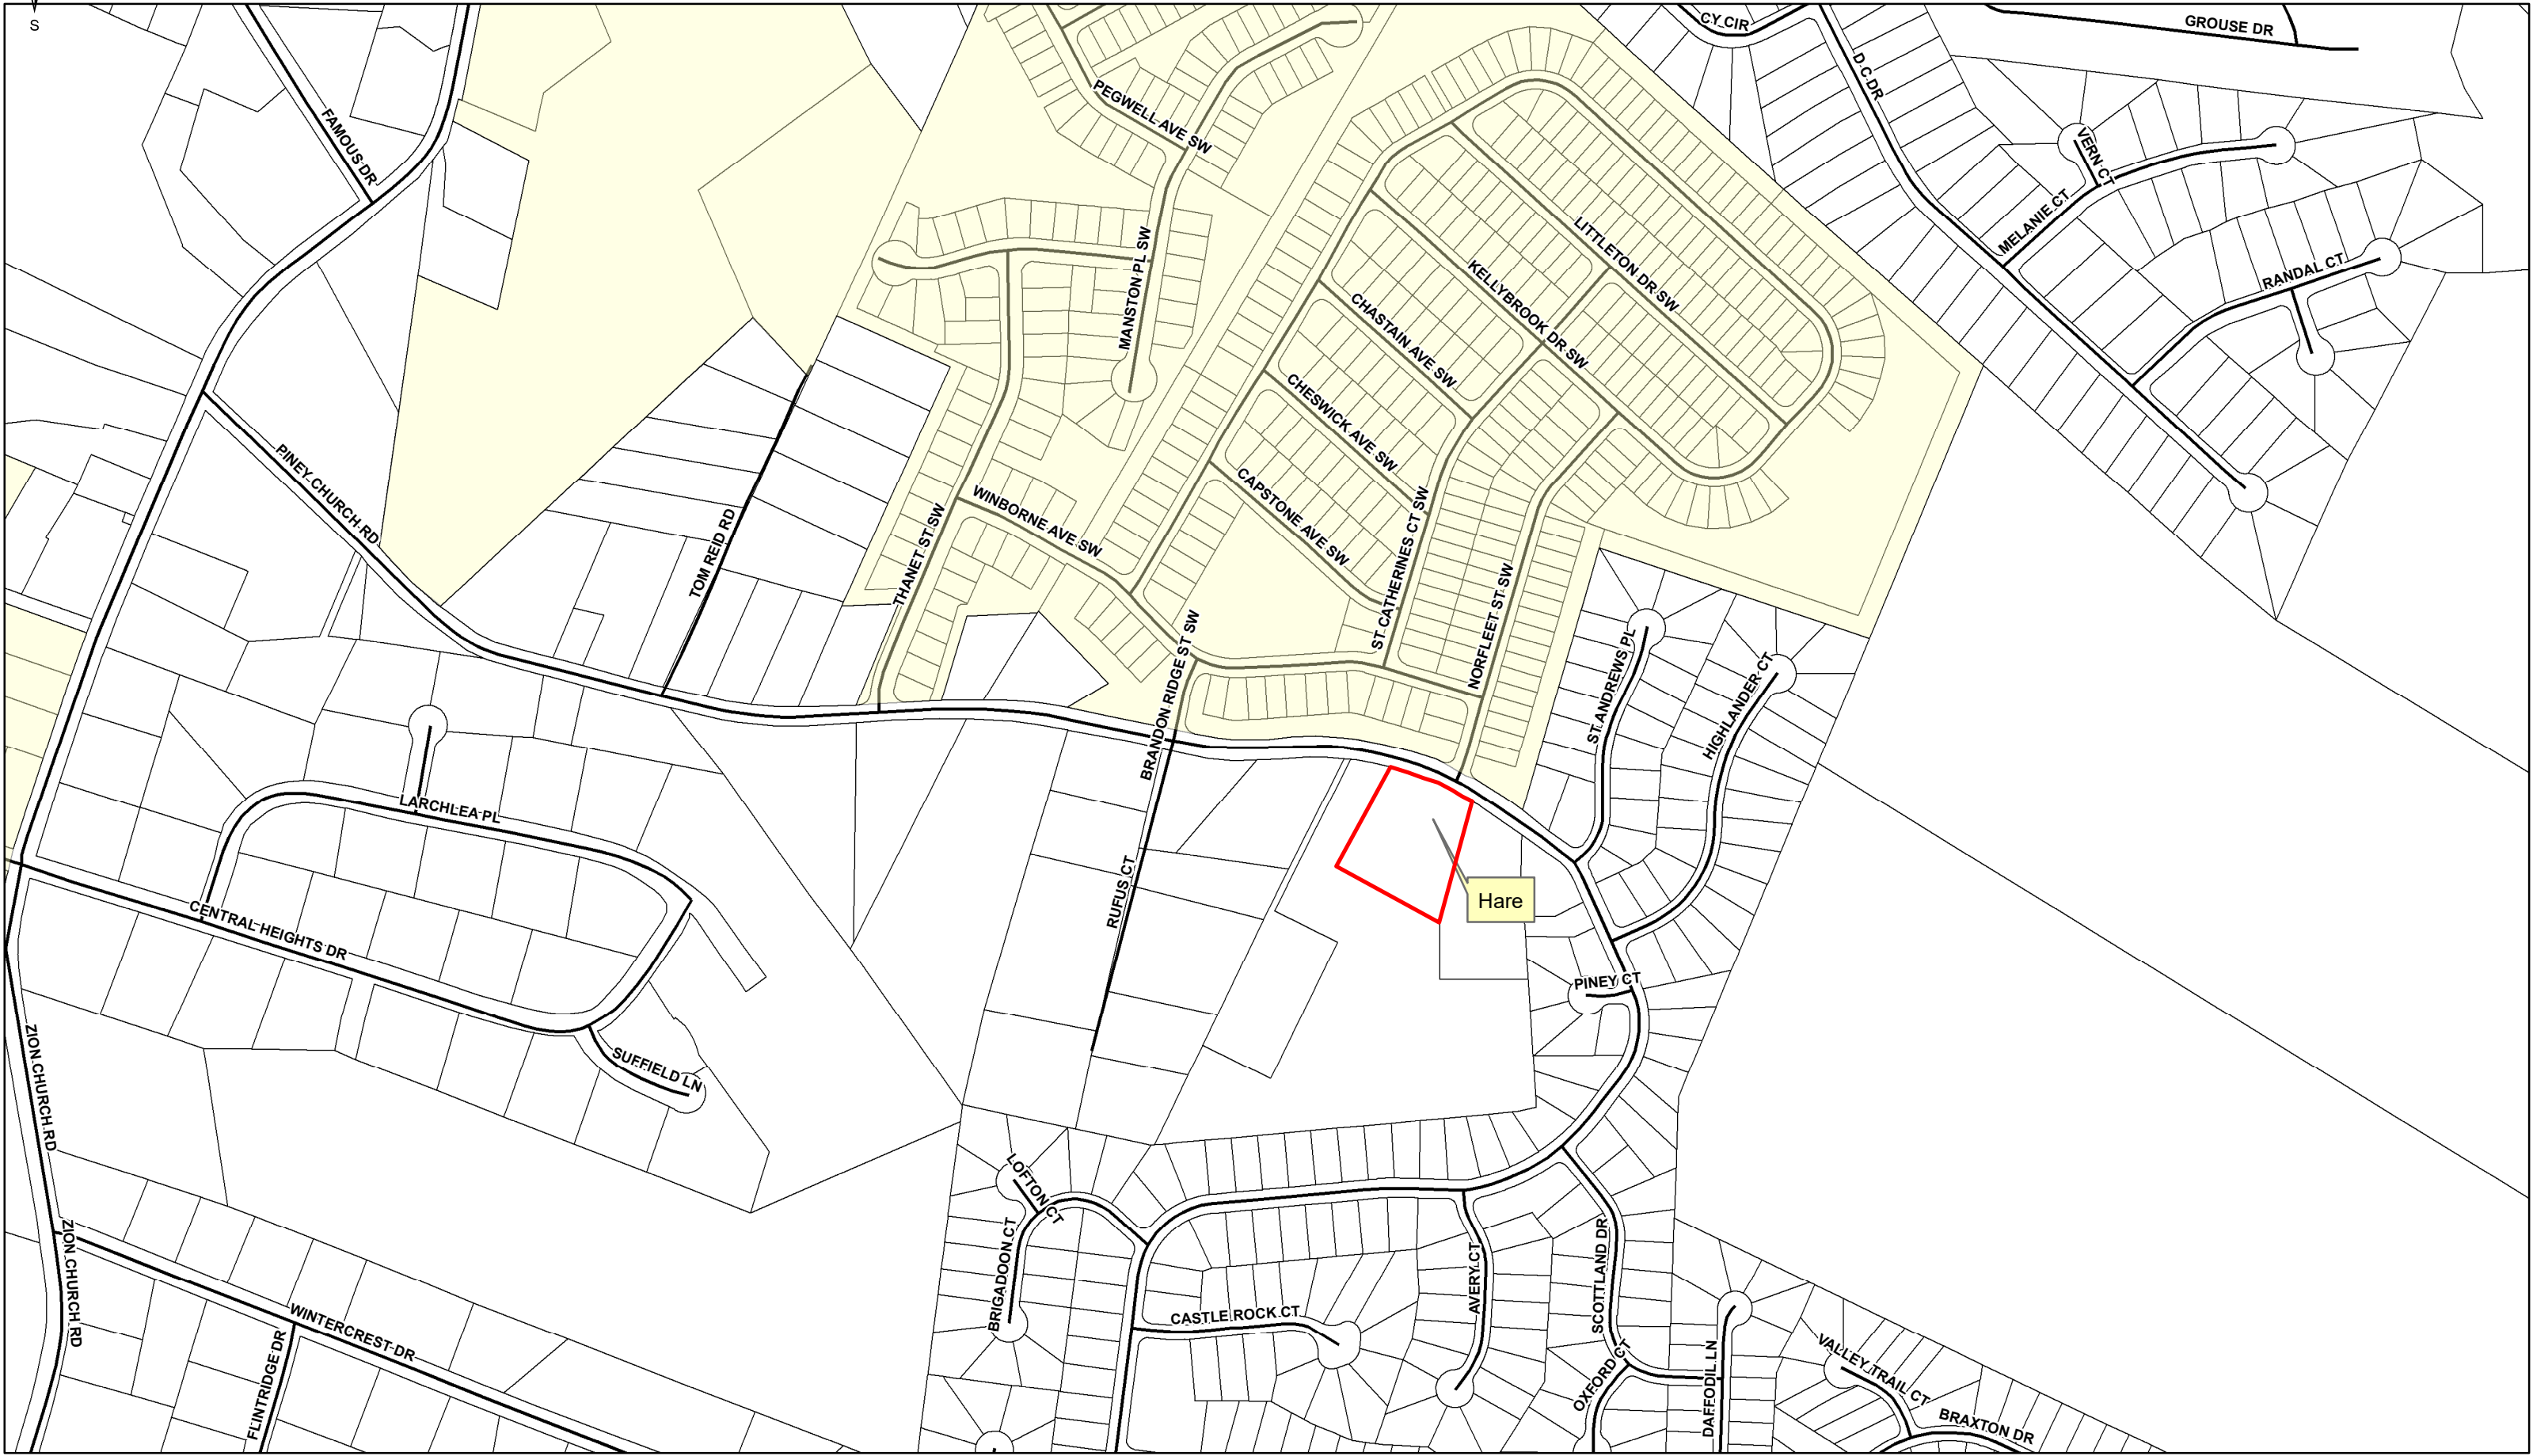 S
CY CIR
GROUSE DR
D C DR
FAMOUS DR
PEGWELL AVE SW
VERN CT
MELANIE CT
RANDAL CT
LITTLETON DR SW
KELLYBROOK DR SW
MANSTON PL SW
CHASTAIN AVE SW
CHESWICK AVE SW
CAPSTONE AVE SW
PINEY CHURCH RD
WINBORNE AVE SW
THANET ST SW
TOM REID RD
ST CATHERINES CT SW
NORFLEET ST SW
BRANDON RIDGE ST SW
ST ANDREWS PL
HIGHLANDER CT
LARCHLEA PL
RUFUS CT
Hare
CENTRAL HEIGHTS DR
PINEY CT
SUFFIELD LN
ZION CHURCH RD
LOFTON CT
ZION CHURCH RD
BRIGADOON CT
AVERY CT
SCOTTLAND DR
CASTLE ROCK CT
WINTERCREST DR
FLINTRIDGE DR
OXFORD CT
DAFFODIL LN
VALLEY TRAIL CT
BRAXTON DR